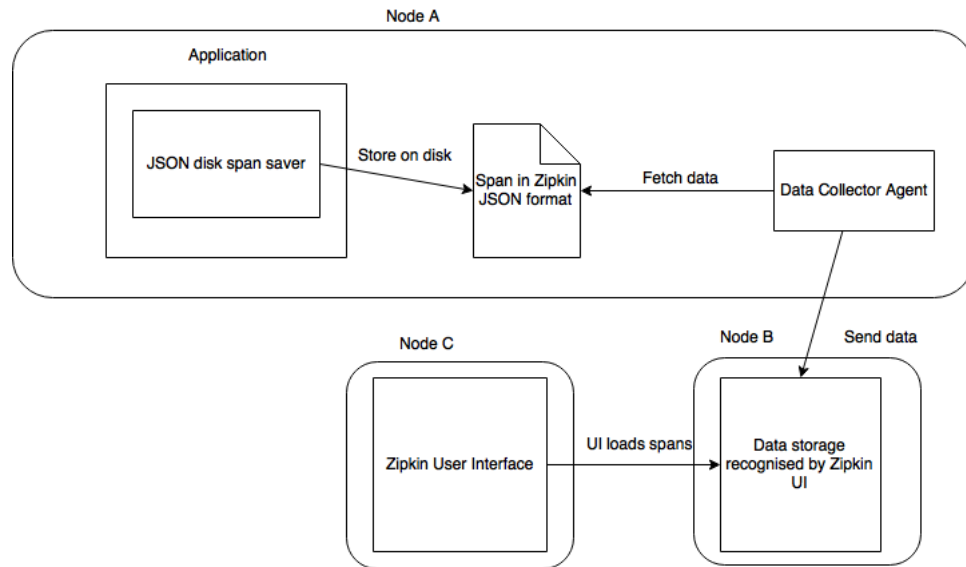 Node A
Application
JSON disk span saver
Store on disk
Span in Zipkin
JSON format
Fetch data
Data Collector Agent
Node C
Node B
Send data
Zipkin User Interface
UI loads spans
Data storage
recognised by Zipkin
UI